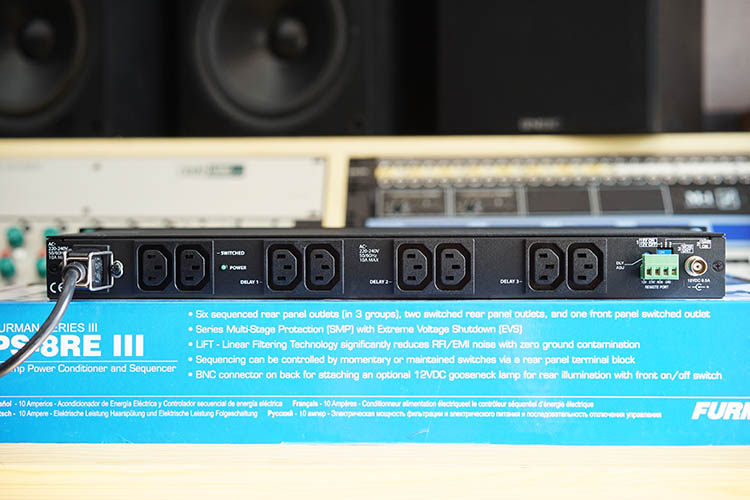 AC~
220-240V
50/60Hz
10A MAX
CE
SWITCHED
POWER
DELAY 1
AC~
220-240V
50/60Hz
10A MAX
DELAY 2
DELAY 3
DLY
ADJ
REMOTE PORT
12VDC 0.5A
URMAN SERIES III
PS-8RE III
mp Power Conditioner and Sequencer
• Six sequenced rear panel outlets (in 3 groups), two switched rear panel outlets, and one front panel switched outlet
• Series Multi-Stage Protection (SMP) with Extreme Voltage Shutdown (EVS)
• LiFT - Linear Filtering Technology significantly reduces RFI/EMI noise with zero ground contamination
• Sequencing can be controlled by momentary or maintained switches via a rear panel terminal block
• BNC connector on back for attaching an optional 12VDC gooseneck lamp for rear illumination with front on/off switch
añol - 10 Amperios - Acondicionador de Energía Eléctrica y Controlador secuencial de energía eléctrica Français - 10 Ampères - Conditionneur alimentation électriqueet le contrôleur séquentiel d'énergie électrique
tsch - 10 Ampere - Elektrische Leistung Haarspülung und Elektrische Leistung Folgeschaltung Русский - 10 ампер - Электрическая мощность фильтрации и электрического питания и последовательность отключения управления
FURM